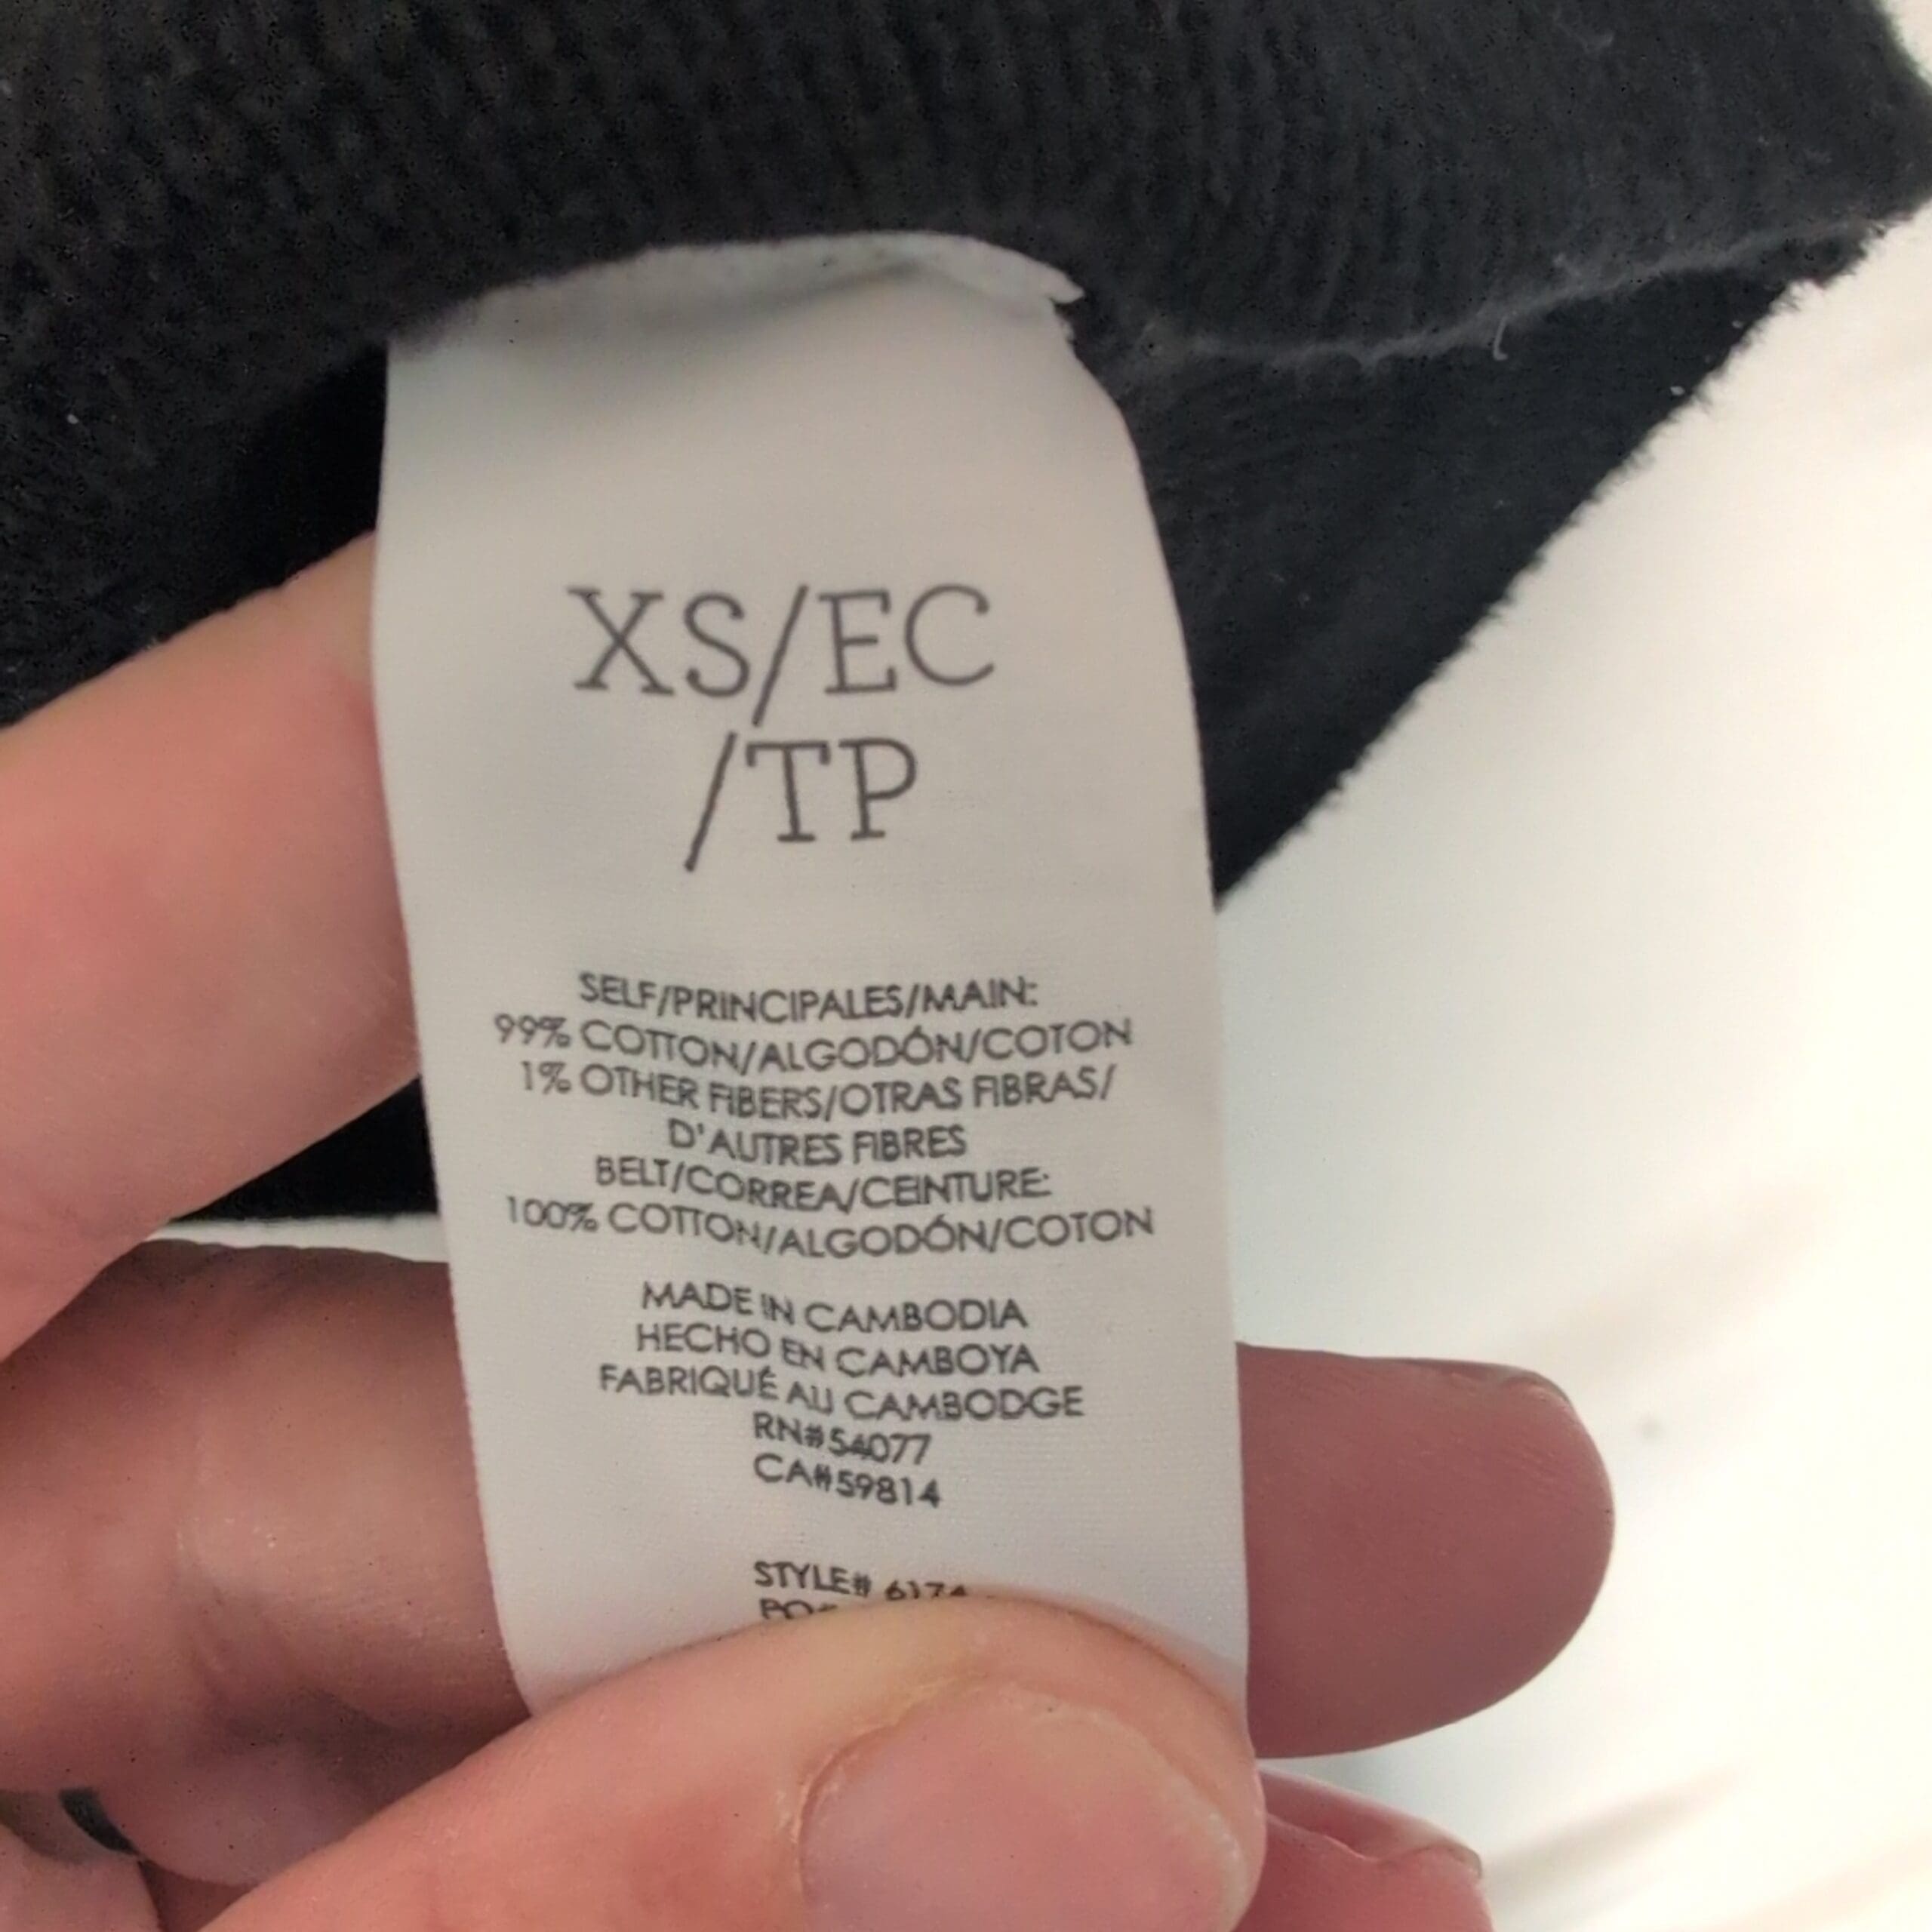 XS/EC
/TP
SELF/PRINCIPALES/MAIN:
99% COTTON/ALGODÓN/COTON
1% OTHER FIBERS/OTRAS FIBRAS/
D'AUTRES FIBRES
BELT/CORREA/CEINTURE:
100% COTTON/ALGODÓN/COTON
MADE IN CAMBODIA
HECHO EN CAMBOYA
FABRIQUÉ AU CAMBODGE
RN#54077
CA#59814
STYLE#